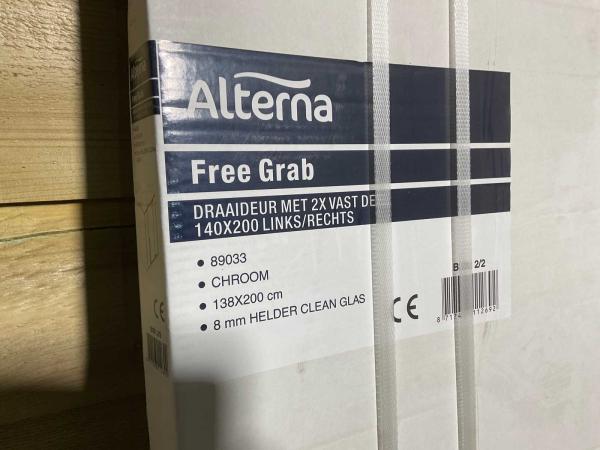 Alterna
Free Grab
DRAAIDEUR MET 2X VAST DE
140X200 LINKS/RECHTS
• 89033
• CHROOM
• 138X200 cm
• 8 mm HELDER CLEAN GLAS
CE
2/2
CE